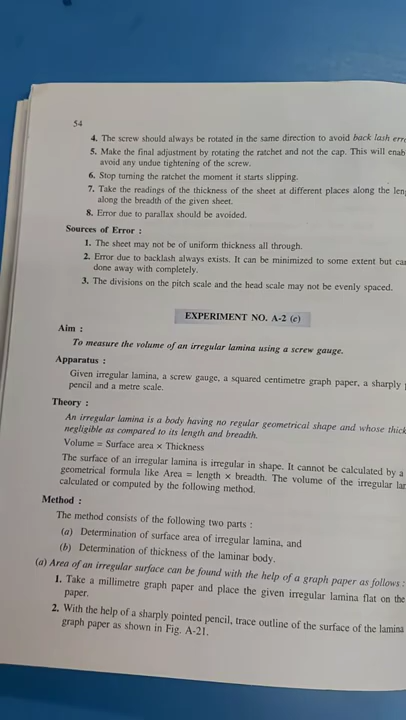 54
4. The screw should always be rotated in the same direction to avoid back lash
5. Make the final adjustment by rotating the ratchet and not the cap. This will
avoid any undue tightening of the screw.
6. Stop turning the ratchet the moment it starts slipping.
7. Take the readings of the thickness of the sheet at different places along the
along the breadth of the given sheet.
8. Error due to parallax should be avoided.
Sources of Error :
1. The sheet may not be of uniform thickness all through.
2. Error due to backlash always exists. It can be minimized to some extent but
done away with completely.
3. The divisions on the pitch scale and the head scale may not be evenly spaced.
EXPERIMENT NO. A-2 (c)
Aim :
To measure the volume of an irregular lamina using a screw gauge.
Apparatus :
Given irregular lamina, a screw gauge, a squared centimetre graph paper, a sharply
pencil and a metre scale.
Theory :
An irregular lamina is a body having no regular geometrical shape and whose
negligible as compared to its length and breadth.
Volume = Surface area × Thickness
The surface of an irregular lamina is irregular in shape. It cannot be calculated by a
geometrical formula like Area = length × breadth. The volume of the irregular
calculated or computed by the following method.
Method :
The method consists of the following two parts :
(a) Determination of surface area of irregular lamina, and
(b) Determination of thickness of the laminar body.
(a) Area of an irregular surface can be found with the help of a graph paper as follows :
1. Take a millimetre graph paper and place the given irregular lamina flat on the
paper.
2. With the help of a sharply pointed pencil, trace outline of the surface of the lamina
graph paper as shown in Fig. A-21.